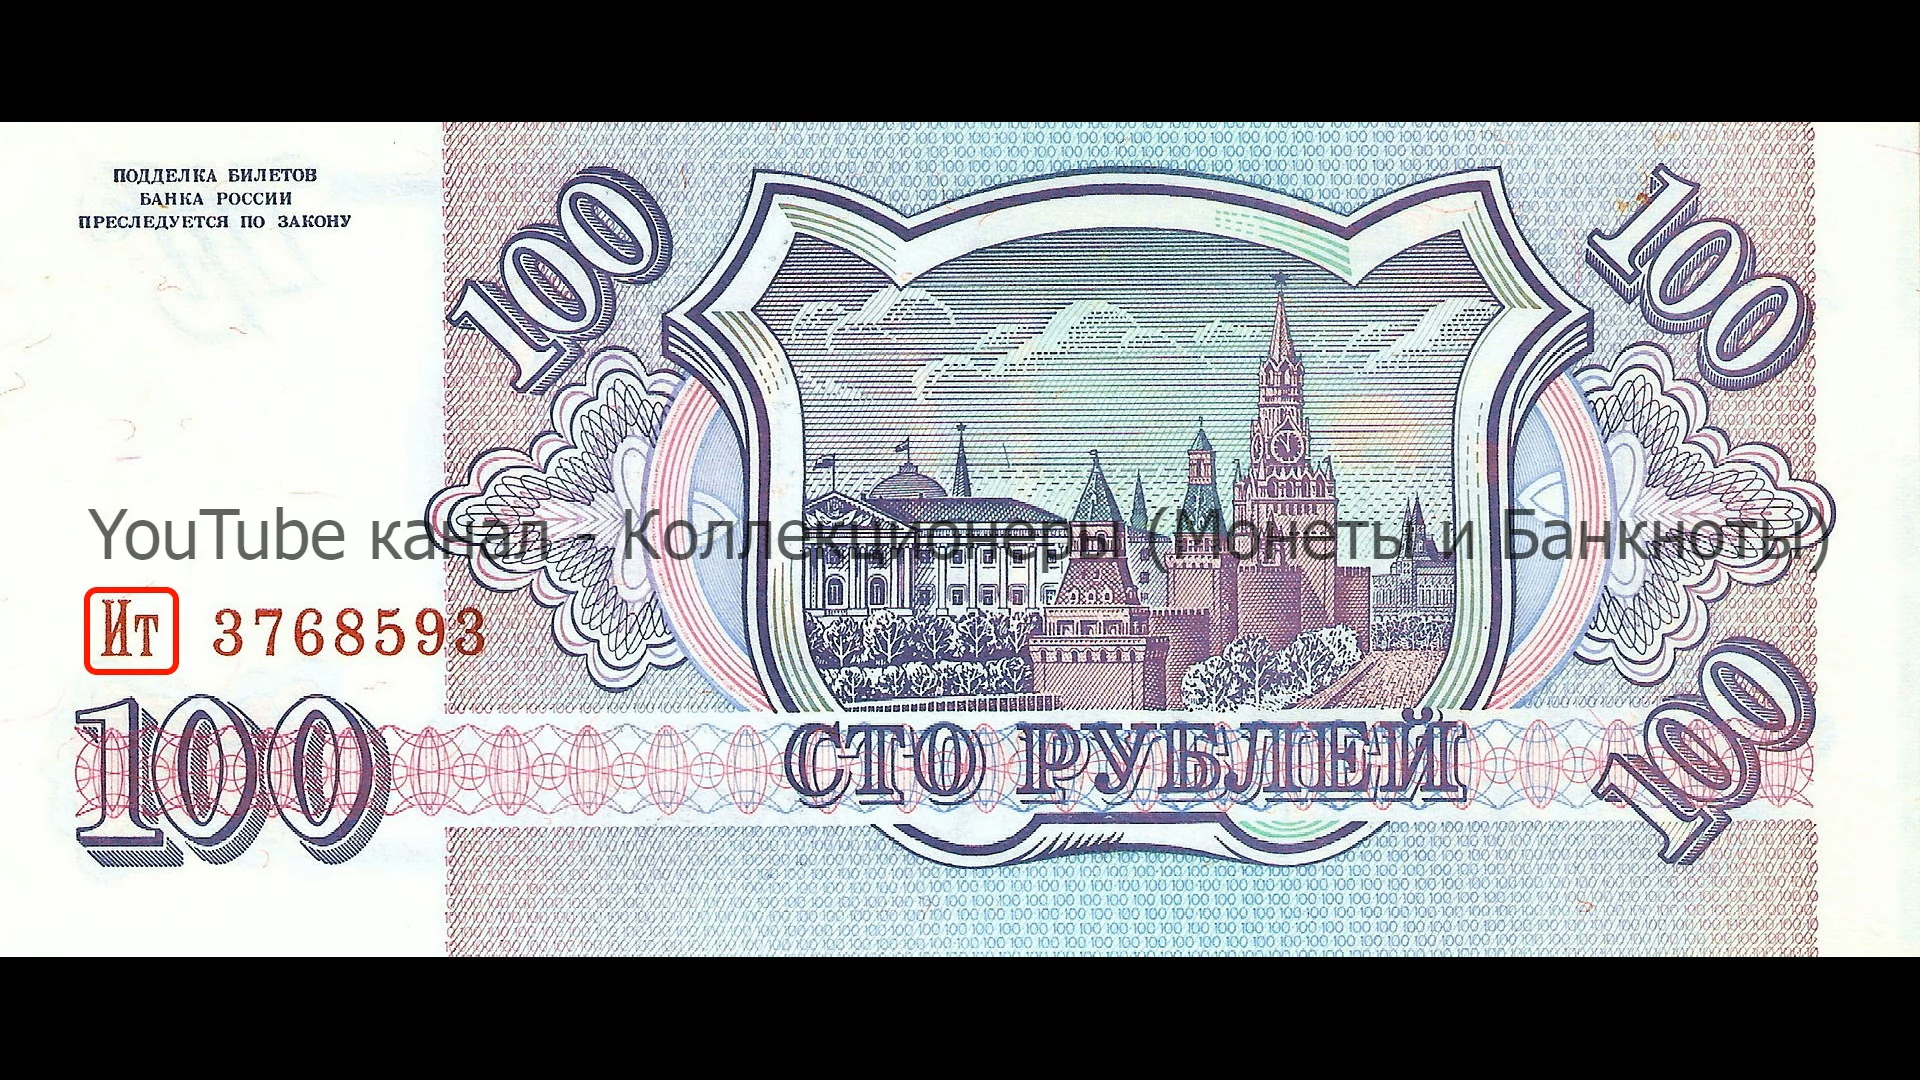 ПОДДЕЛКА БИЛЕТОВ
БАНКА РОССИИ
ПРЕСЛЕДУЕТСЯ ПО ЗАКОНУ
100
100
YouTube канал - Коллекционеры (Монеты и Банкноты)
Ит 3768593
100
СТО РУБЛЕЙ
100